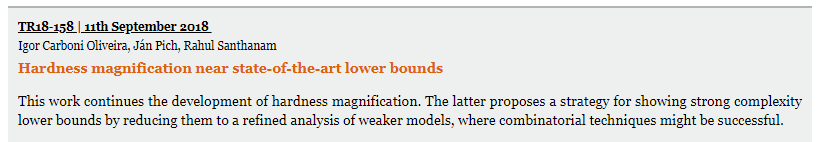 TR18-158 | 11th September 2018
Igor Carboni Oliveira, Ján Pich, Rahul Santhanam
Hardness magnification near state-of-the-art lower bounds
This work continues the development of hardness magnification. The latter proposes a strategy for showing strong complexity
lower bounds by reducing them to a refined analysis of weaker models, where combinatorial techniques might be successful.